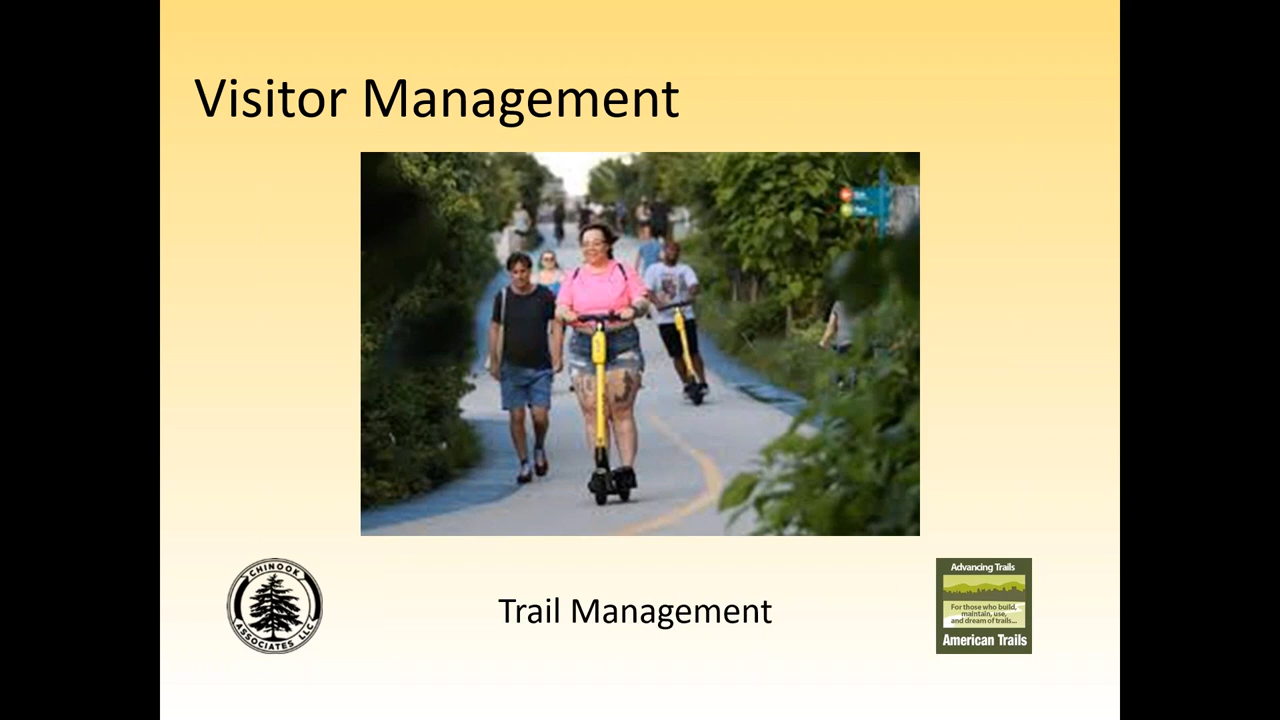 Visitor Management
CHINOOK
ASSOCIATES LLC
Trail Management
Advancing Trails
For those who build,
maintain, use,
and dream of trails...
American Trails